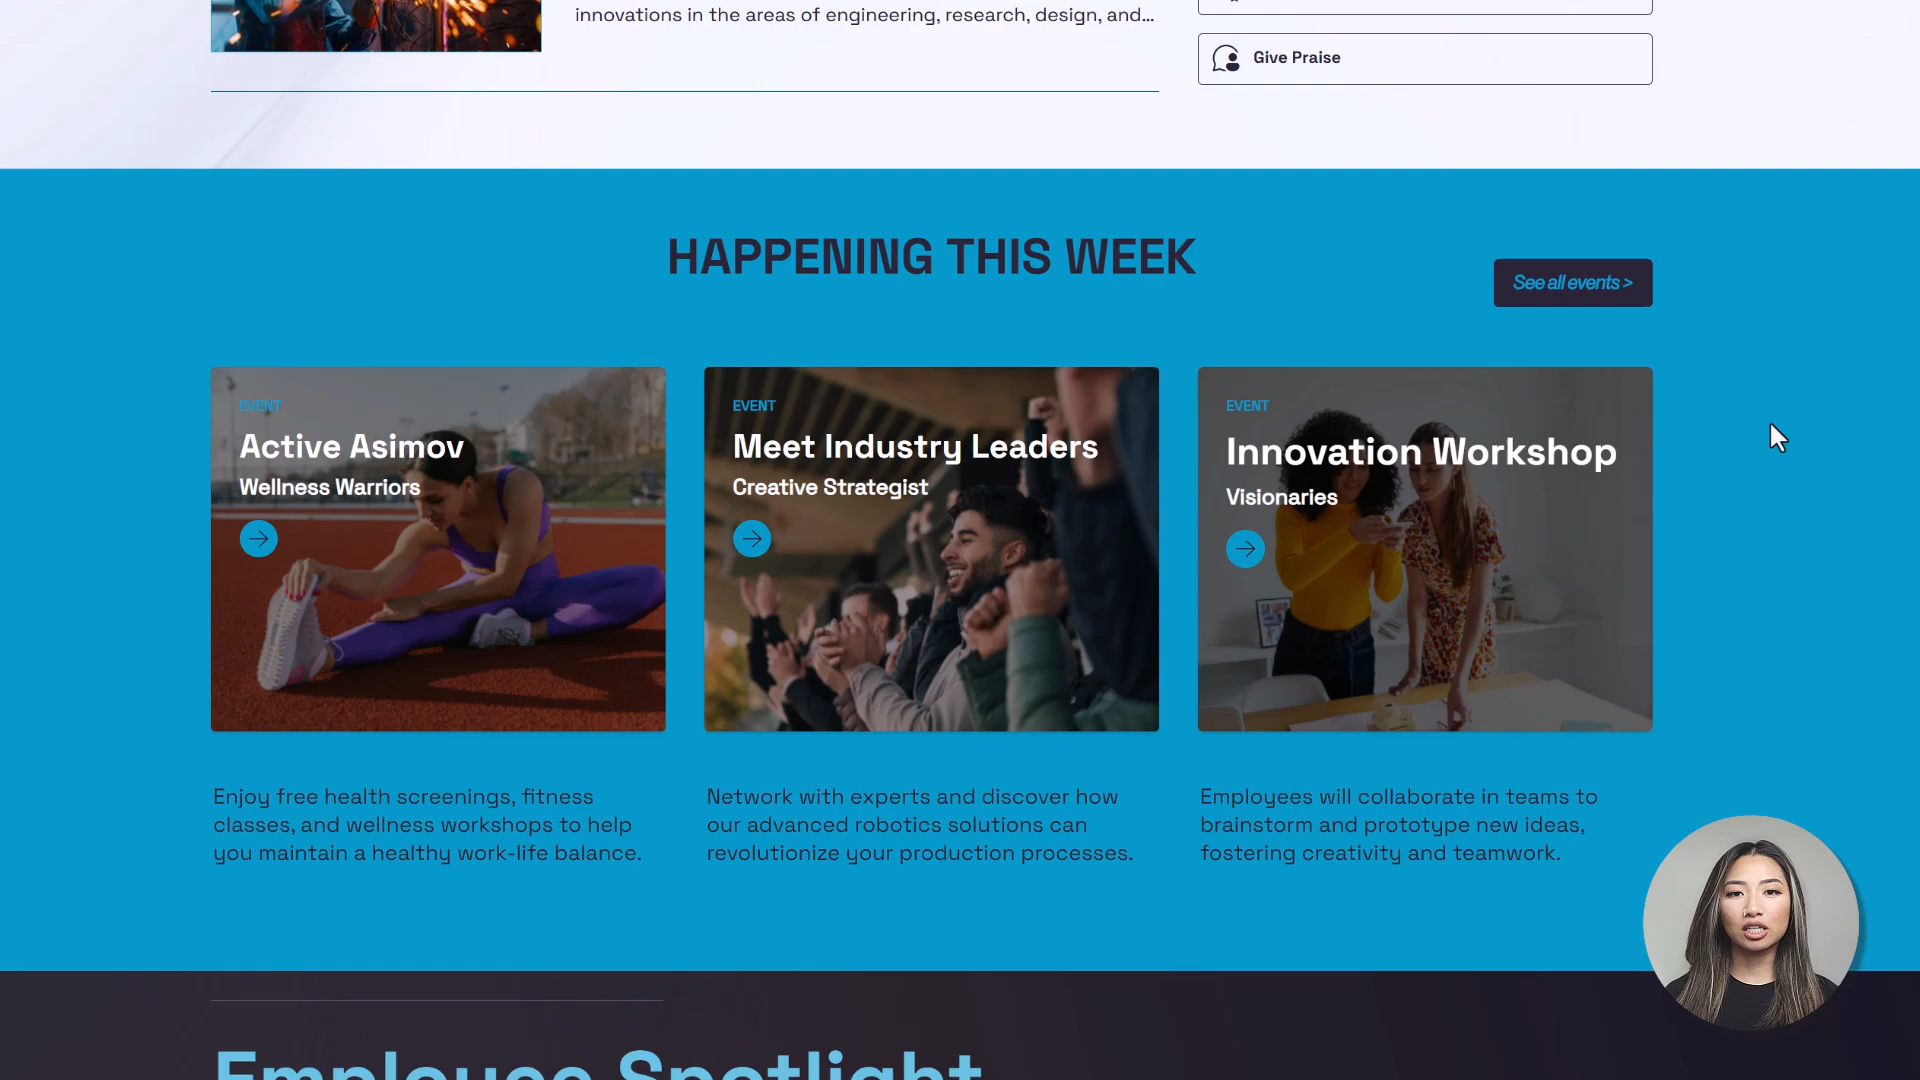 innovations in the areas of engineering, research, design, and...
Give Praise
HAPPENING THIS WEEK
See all events >
EVENT
Active Asimov
Wellness Warriors
EVENT
Meet Industry Leaders
Creative Strategist
EVENT
Innovation Workshop
Visionaries
Enjoy free health screenings, fitness
classes, and wellness workshops to help
you maintain a healthy work-life balance.
Network with experts and discover how
our advanced robotics solutions can
revolutionize your production processes.
Employees will collaborate in teams to
brainstorm and prototype new ideas,
fostering creativity and teamwork.
Employee Spotlight